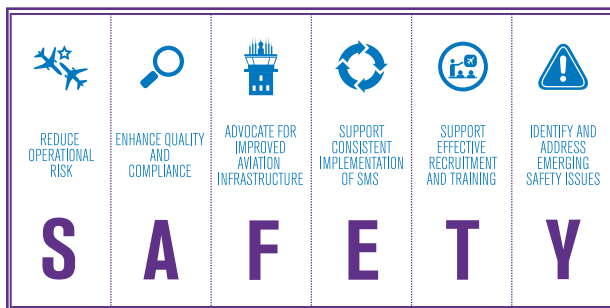 REDUCE
OPERATIONAL
RISK
ENHANCE QUALITY
AND
COMPLIANCE
ADVOCATE FOR
IMPROVED
AVIATION
INFRASTRUCTURE
SUPPORT
CONSISTENT
IMPLEMENTATION
OF SMS
SUPPORT
EFFECTIVE
RECRUITMENT
AND TRAINING
IDENTIFY AND
ADDRESS
EMERGING
SAFETY ISSUES
S A F E T Y